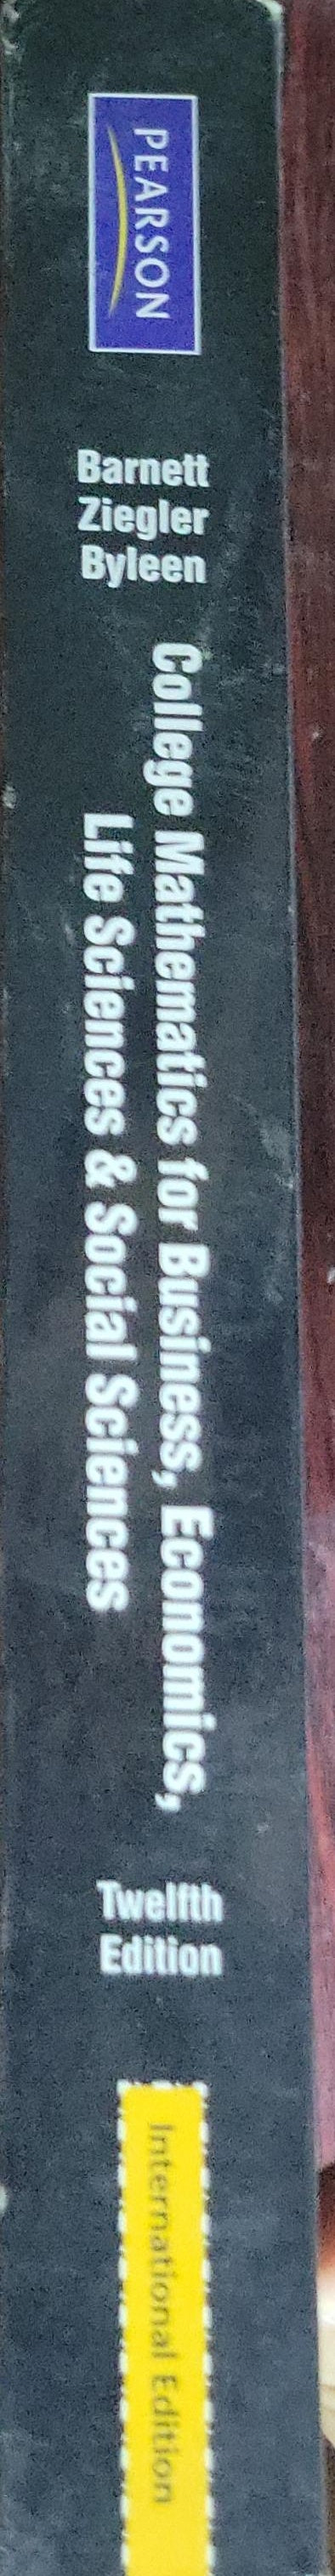 PEARSON
Barnett
Ziegler
Byleen
College Mathematics for Business, Economics,
Life Sciences & Social Sciences
Twelfth
Edition
International Edition